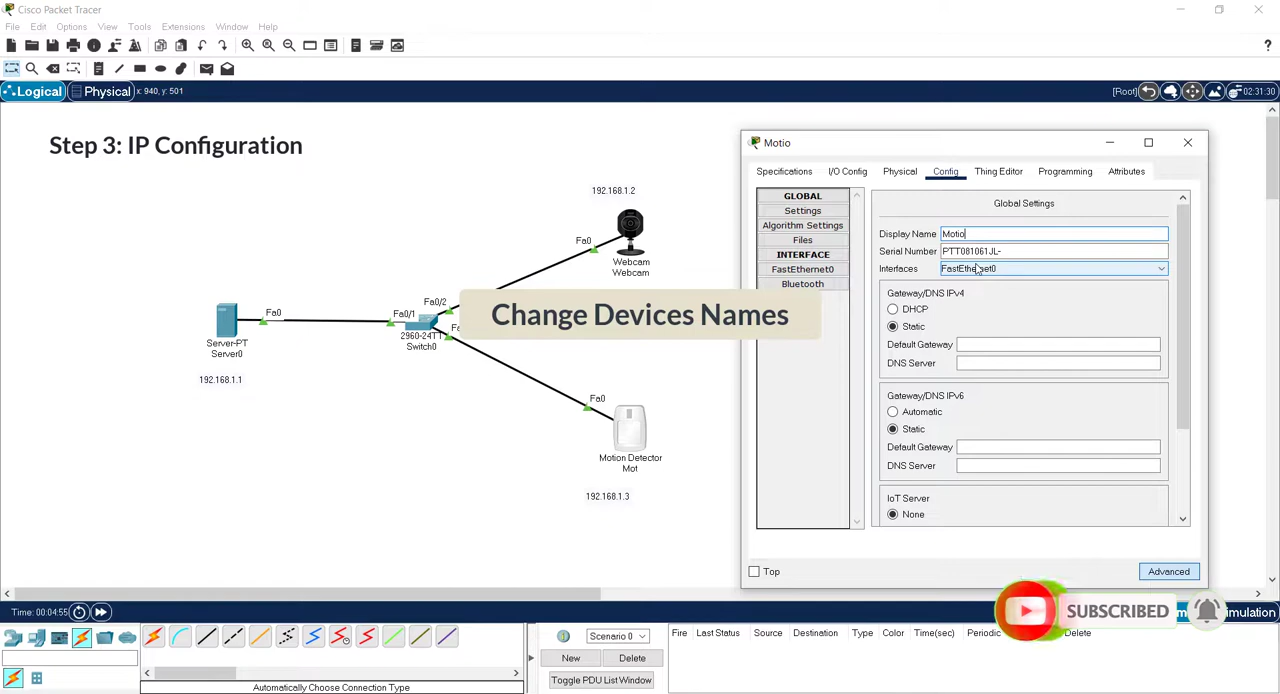 Cisco Packet Tracer
File Edit Options View Tools Extensions Window Help
Logical Physical x: 940, y: 501
[Root] 02:31:30
Step 3: IP Configuration
192.168.1.2
Fa0
Webcam
Webcam
Fa0/2
Fa0
Fa0/1
Server-PT
Server0
2960-24TT
Switch0
192.168.1.1
Change Devices Names
Fa0
Motion Detector
Mot
192.168.1.3
Motio
Specifications I/O Config Physical Config Thing Editor Programming Attributes
GLOBAL
Settings
Algorithm Settings
Files
INTERFACE
FastEthernet0
Bluetooth
Global Settings
Display Name Motio
Serial Number PTT081061JL-
Interfaces FastEthernet0
Gateway/DNS IPv4
DHCP
Static
Default Gateway
DNS Server
Gateway/DNS IPv6
Automatic
Static
Default Gateway
DNS Server
IoT Server
None
Top
Advanced
SUBSCRIBED
Time: 00:04:55
Scenario 0
New Delete
Toggle PDU List Window
Fire Last Status Source Destination Type Color Time(sec) Periodic Delete
Automatically Choose Connection Type